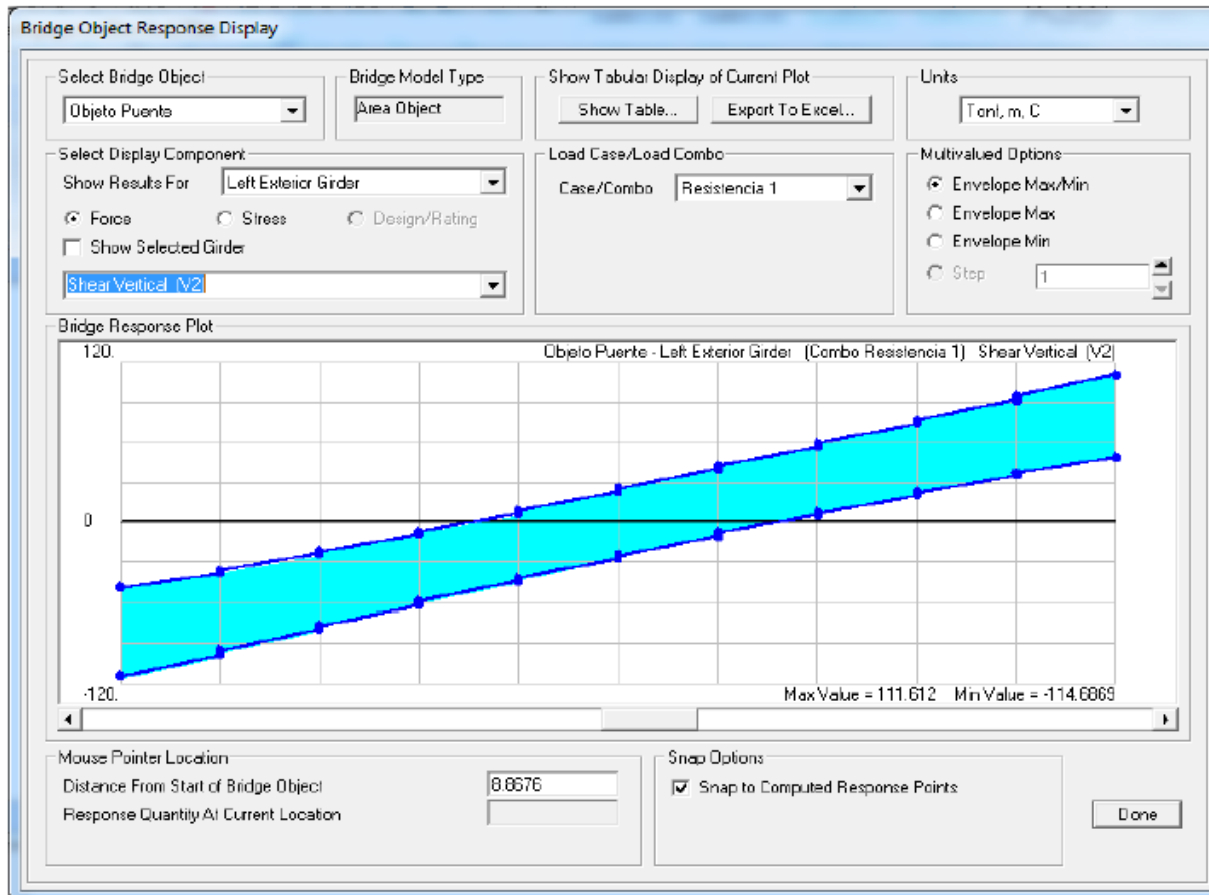 Bridge Object Response Display
Select Bridge Object
Objeto Puente
Bridge Model Type
Area Object
Show Tabular Display of Current Plot
Show Table...
Export To Excel...
Units
Tonf, m, C
Select Display Component
Show Results For
Left Exterior Girder
Force
Stress
Design/Rating
Show Selected Girder
Shear Vertical (V2)
Load Case/Load Combo
Case/Combo
Resistencia 1
Multivalued Options
Envelope Max/Min
Envelope Max
Envelope Min
Step
1
Bridge Response Plot
120.
Objeto Puente - Left Exterior Girder (Combo Resistencia 1) Shear Vertical (V2)
0
-120.
Max Value = 111.612 Min Value = -114.6869
Mouse Pointer Location
Distance From Start of Bridge Object
8.8676
Response Quantity At Current Location
Snap Options
Snap to Computed Response Points
Done